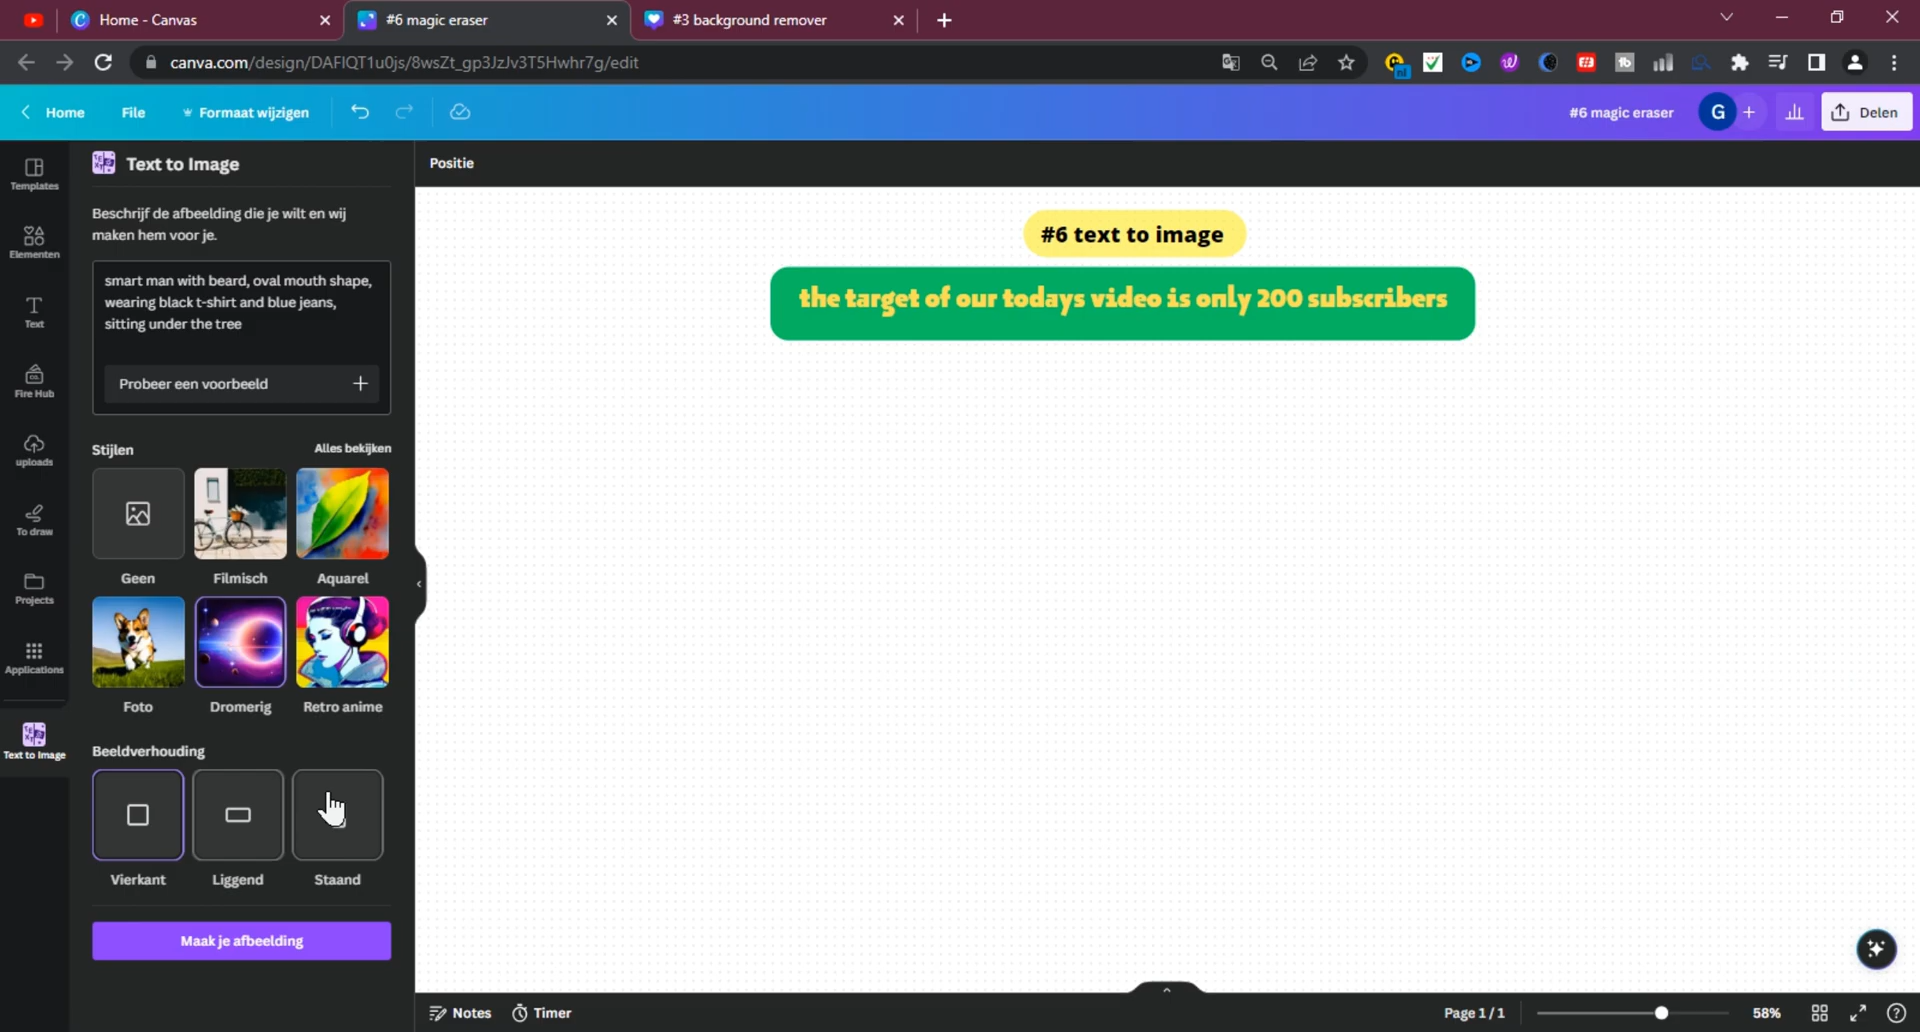 Home - Canvas
#6 magic eraser
#3 background remover
canva.com/design/DAFlQT1u0js/8wsZt_gp3JzJv3T5Hwhr7g/edit
Home
File
Formaat wijzigen
#6 magic eraser
G
Delen
Templates
Elementen
Text
Fire Hub
uploads
To draw
Projects
Applications
Text to Image
Text to Image
Beschrijf de afbeelding die je wilt en wij
maken hem voor je.
smart man with beard, oval mouth shape,
wearing black t-shirt and blue jeans,
sitting under the tree
Probeer een voorbeeld
Stijlen
Alles bekijken
Geen
Filmisch
Aquarel
Foto
Dromerig
Retro anime
Beeldverhouding
Vierkant
Liggend
Staand
Maak je afbeelding
Positie
#6 text to image
the target of our todays video is only 200 subscribers
Notes
Timer
Page 1 / 1
58%